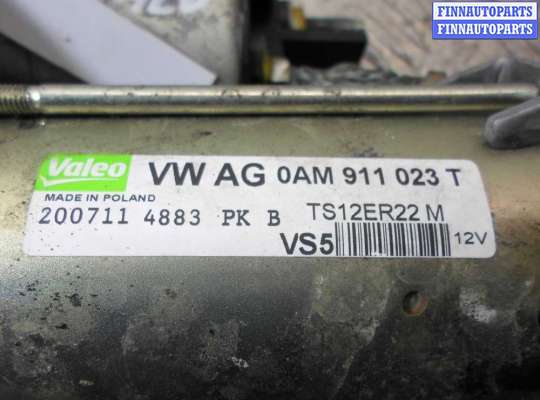 FINNAUTOPARTS
FINNAUTOPARTS
Valeo VW AG 0AM 911 023 T
MADE IN POLAND
200711 4883 PK B TS12ER22 M
VS5 12V